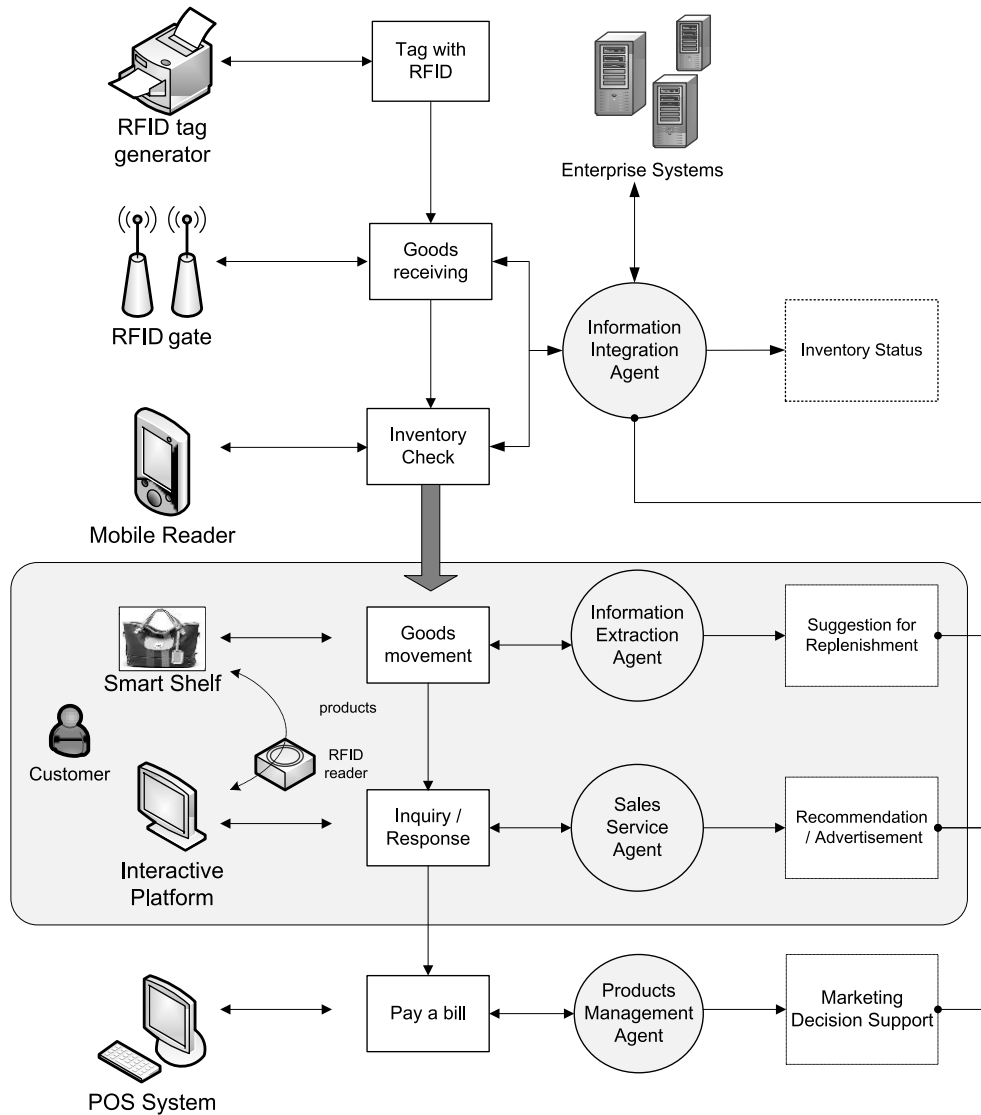 Tag with
RFID
RFID tag
generator
Enterprise Systems
Goods
receiving
RFID gate
Information
Integration
Agent
Inventory Status
Inventory
Check
Mobile Reader
Smart Shelf
Goods
movement
Information
Extraction
Agent
Suggestion for
Replenishment
products
Customer
RFID
reader
Interactive
Platform
Inquiry /
Response
Sales
Service
Agent
Recommendation
/ Advertisement
POS System
Pay a bill
Products
Management
Agent
Marketing
Decision Support